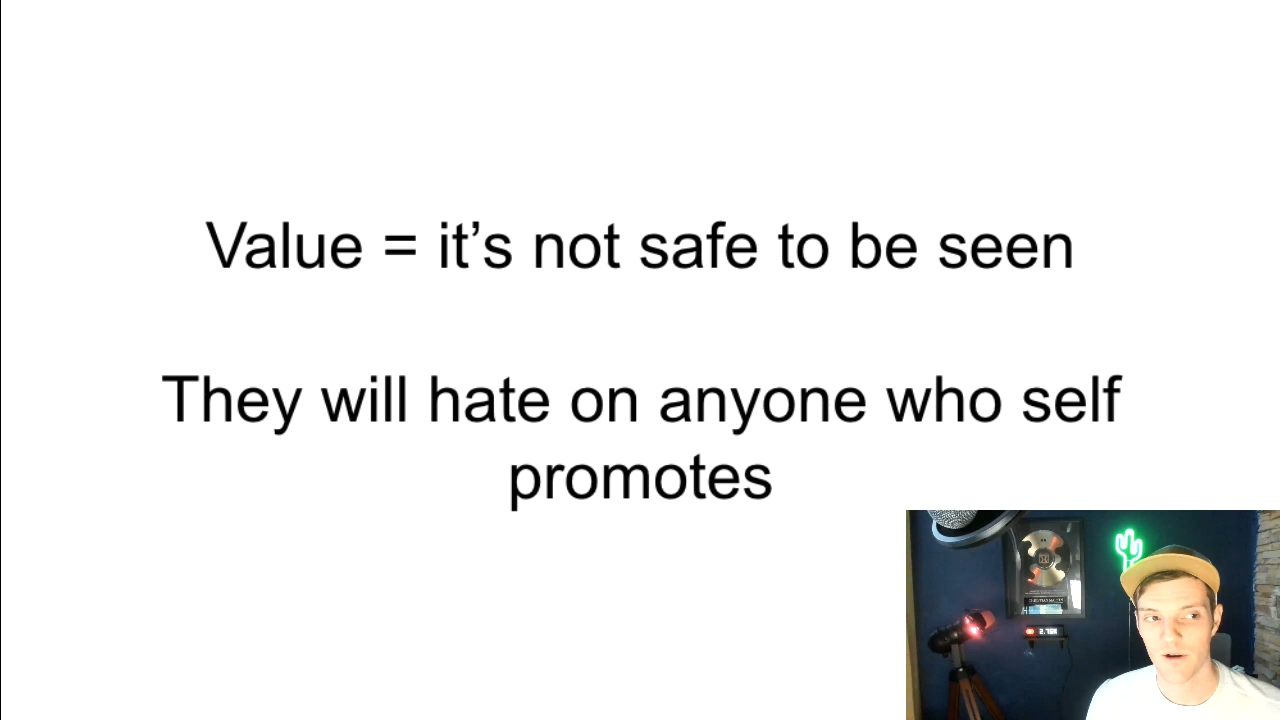 Value = it’s not safe to be seen
They will hate on anyone who self
promotes